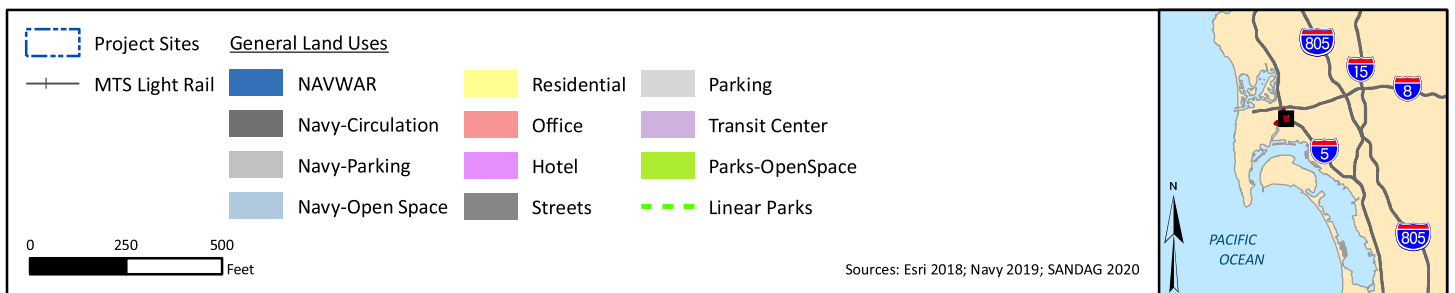 Project Sites
MTS Light Rail
General Land Uses
NAVWAR
Navy-Circulation
Navy-Parking
Navy-Open Space
Residential
Office
Hotel
Streets
Parking
Transit Center
Parks-OpenSpace
Linear Parks
0 250 500
Feet
Sources: Esri 2018; Navy 2019; SANDAG 2020
805
15
8
5
805
N
PACIFIC
OCEAN